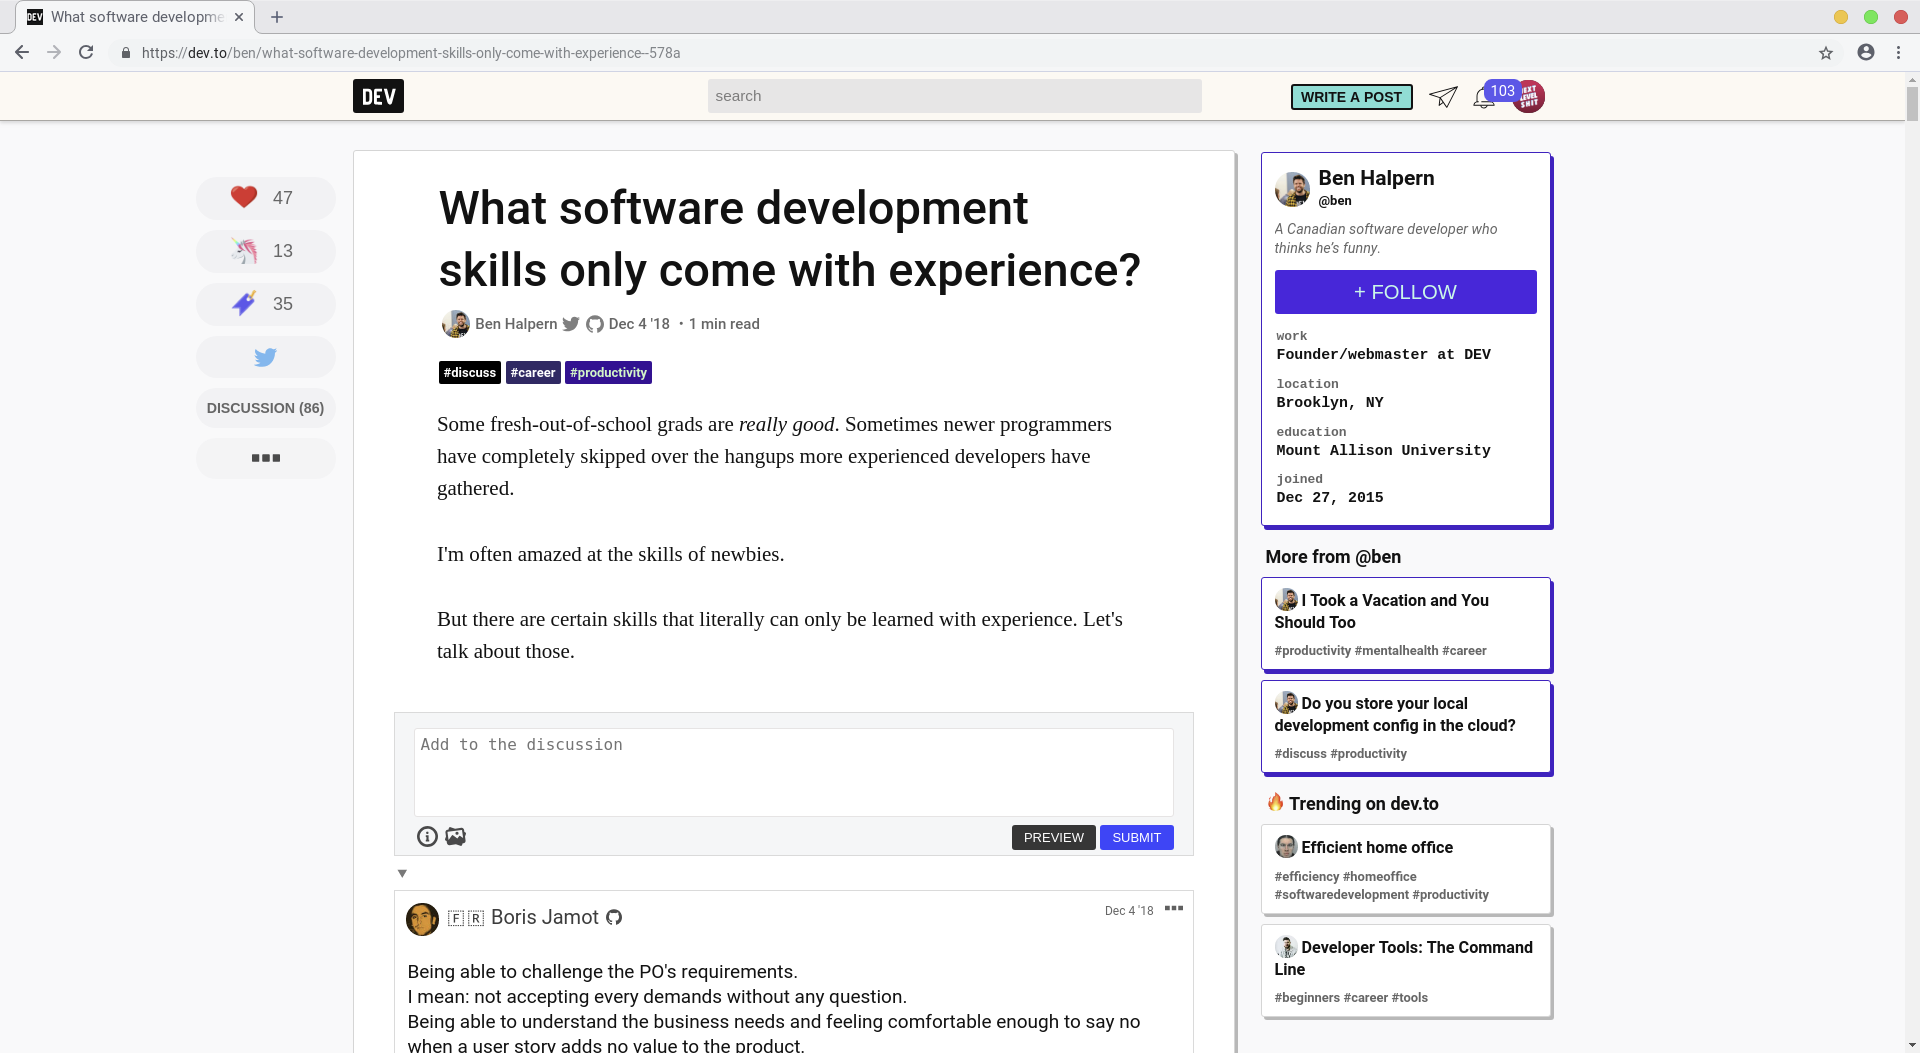 DEV What software developme
https://dev.to/ben/what-software-development-skills-only-come-with-experience--578a
DEV
search
WRITE A POST
103
NEXT LEVEL SHIT
47
13
35
DISCUSSION (86)
What software development
skills only come with experience?
Ben Halpern Dec 4 '18 • 1 min read
#discuss #career #productivity
Some fresh-out-of-school grads are really good. Sometimes newer programmers
have completely skipped over the hangups more experienced developers have
gathered.
I'm often amazed at the skills of newbies.
But there are certain skills that literally can only be learned with experience. Let's
talk about those.
Add to the discussion
PREVIEW SUBMIT
🇫🇷 Boris Jamot
Dec 4 '18
Being able to challenge the PO's requirements.
I mean: not accepting every demands without any question.
Being able to understand the business needs and feeling comfortable enough to say no
when a user story adds no value to the product.
Ben Halpern
@ben
A Canadian software developer who
thinks he's funny.
+ FOLLOW
work
Founder/webmaster at DEV
location
Brooklyn, NY
education
Mount Allison University
joined
Dec 27, 2015
More from @ben
I Took a Vacation and You
Should Too
#productivity #mentalhealth #career
Do you store your local
development config in the cloud?
#discuss #productivity
🔥 Trending on dev.to
Efficient home office
#efficiency #homeoffice
#softwaredevelopment #productivity
Developer Tools: The Command
Line
#beginners #career #tools